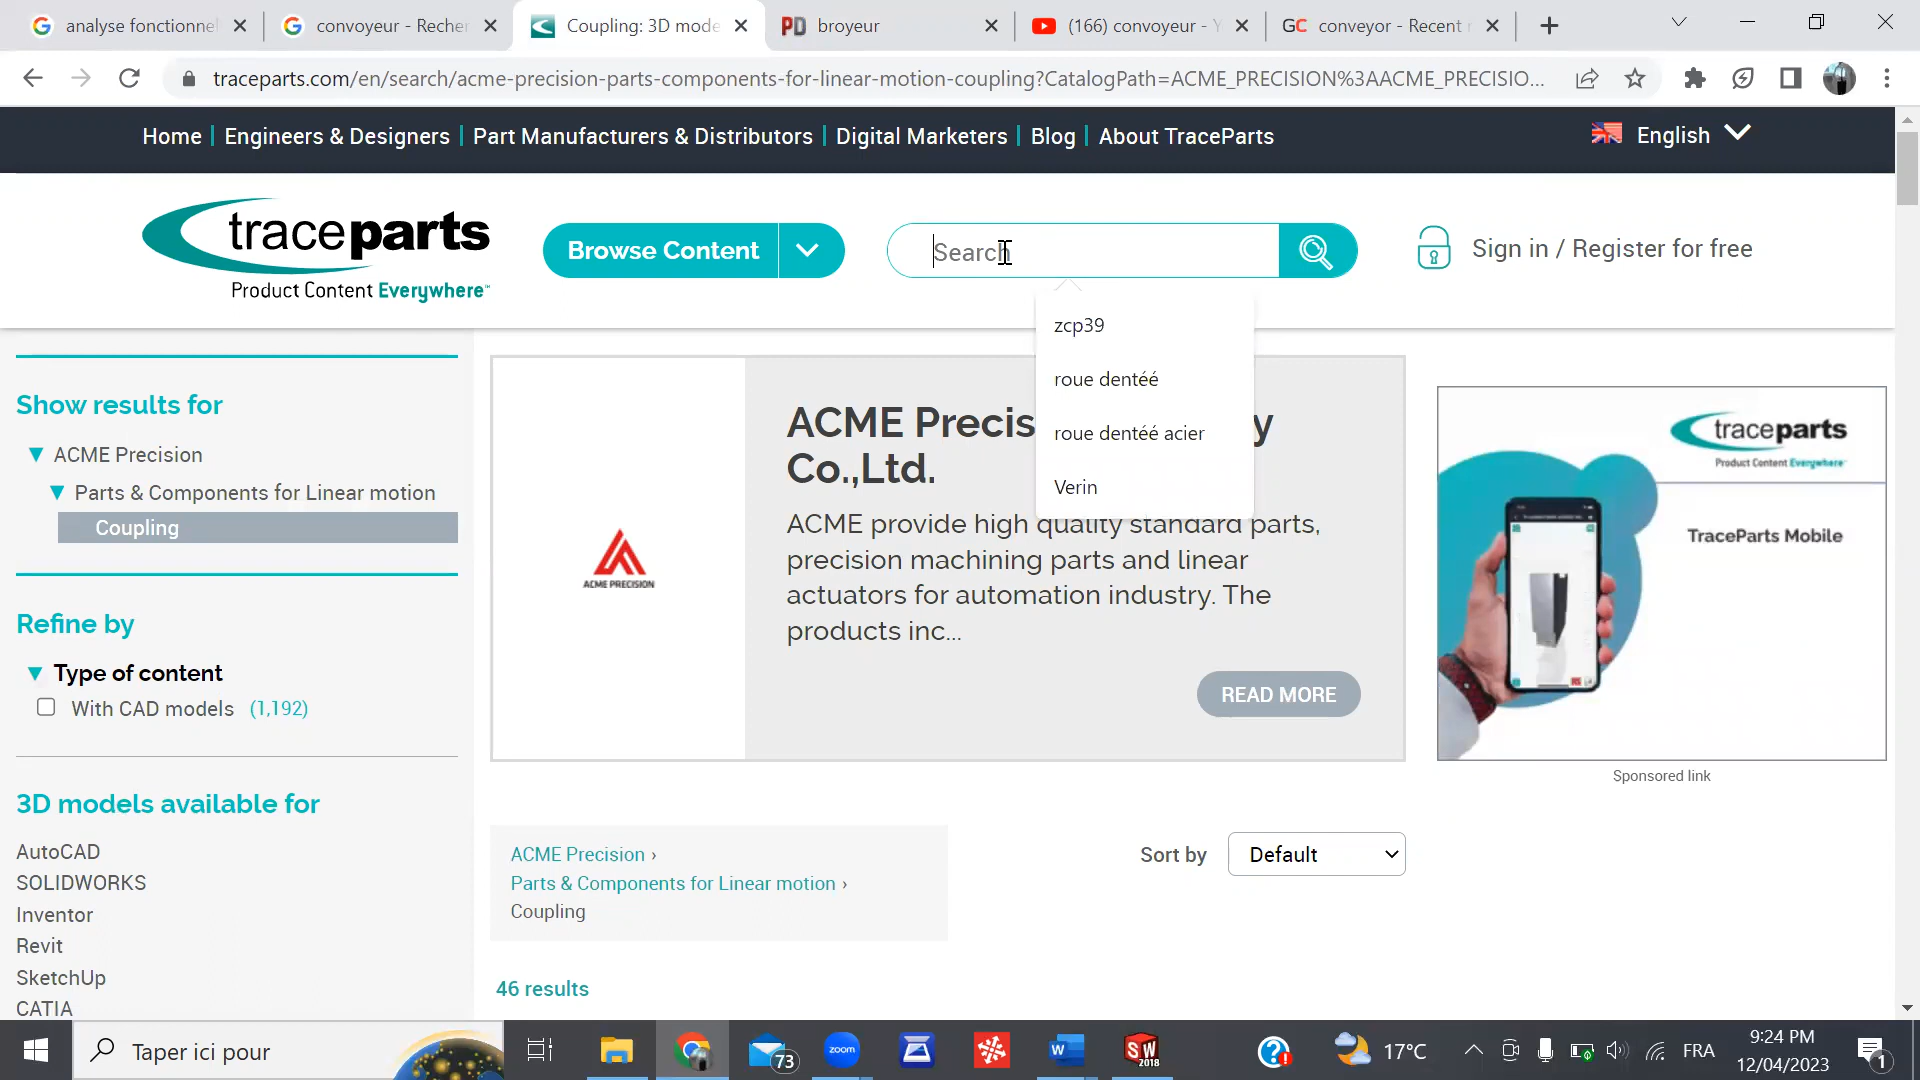 analyse fonctionnel
convoyeur - Recher
Coupling: 3D mode
PD broyeur
(166) convoyeur - Y
GC conveyor - Recent r
traceparts.com/en/search/acme-precision-parts-components-for-linear-motion-coupling?CatalogPath=ACME_PRECISION%3AACME_PRECISIO...
Home | Engineers & Designers | Part Manufacturers & Distributors | Digital Marketers | Blog | About TraceParts
English
traceparts
Product Content Everywhere
Browse Content
Search
Sign in / Register for free
zcp39
roue dentéé
roue dentéé acier
Verin
Show results for
ACME Precision
Parts & Components for Linear motion
Coupling
Refine by
Type of content
With CAD models (1,192)
3D models available for
AutoCAD
SOLIDWORKS
Inventor
Revit
SketchUp
CATIA
ACME PRECISION
ACME Precis
y
Co.,Ltd.
ACME provide high quality standard parts,
precision machining parts and linear
actuators for automation industry. The
products inc...
READ MORE
traceparts
Product Content Everywhere
TraceParts Mobile
Sponsored link
ACME Precision ›
Parts & Components for Linear motion ›
Coupling
Sort by
Default
46 results
Taper ici pour
73
zoom
W
SW
2018
17°C
FRA
9:24 PM
12/04/2023
1